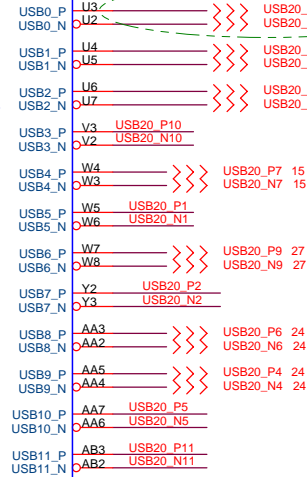 USB0_P U3 USB20_
USB0_N U2 USB20_
USB1_P U4 USB20_
USB1_N U5 USB20_
USB2_P U6 USB20_
USB2_N U7 USB20_
USB3_P V3 USB20_P10
USB3_N V2 USB20_N10
USB4_P W4 USB20_P7 15
USB4_N W3 USB20_N7 15
USB5_P W5 USB20_P1
USB5_N W6 USB20_N1
USB6_P W7 USB20_P9 27
USB6_N W8 USB20_N9 27
USB7_P Y2 USB20_P2
USB7_N Y3 USB20_N2
USB8_P AA3 USB20_P6 24
USB8_N AA2 USB20_N6 24
USB9_P AA5 USB20_P4 24
USB9_N AA4 USB20_N4 24
USB10_P AA7 USB20_P5
USB10_N AA6 USB20_N5
USB11_P AB3 USB20_P11
USB11_N AB2 USB20_N11